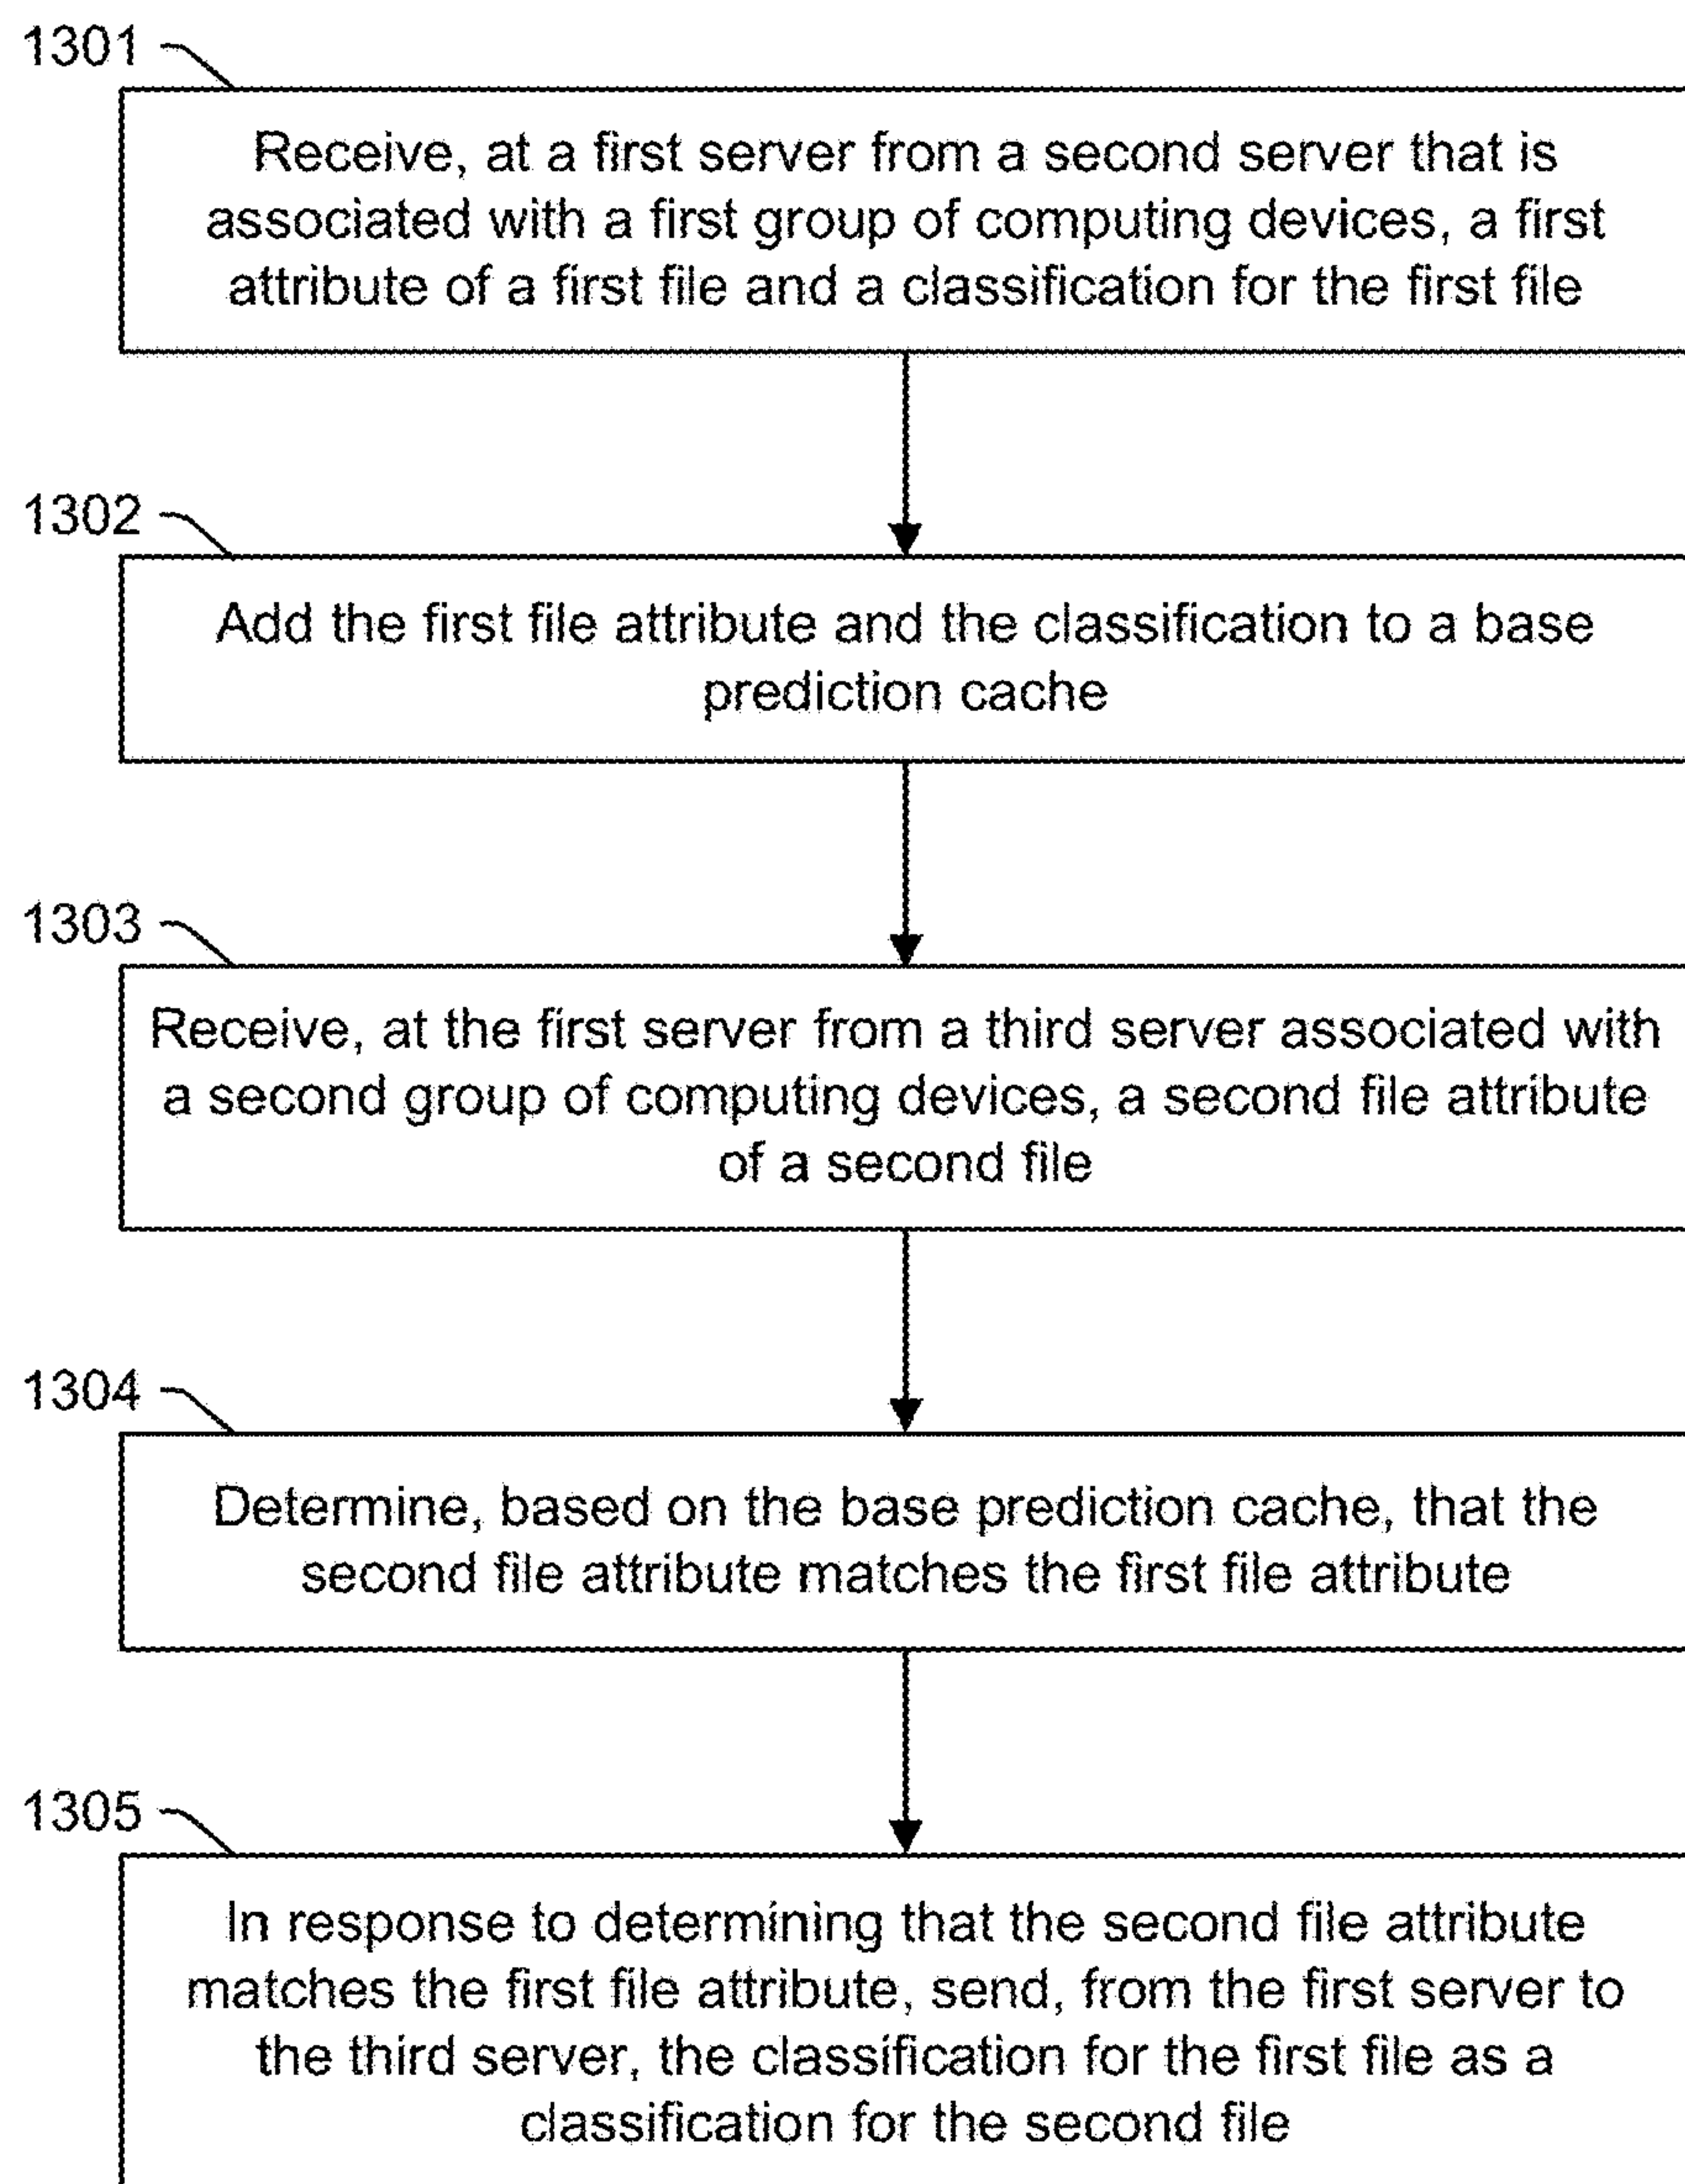 1301
Receive, at a first server from a second server that is
associated with a first group of computing devices, a first
attribute of a first file and a classification for the first file
1302
Add the first file attribute and the classification to a base
prediction cache
1303
Receive, at the first server from a third server associated with
a second group of computing devices, a second file attribute
of a second file
1304
Determine, based on the base prediction cache, that the
second file attribute matches the first file attribute
1305
In response to determining that the second file attribute
matches the first file attribute, send, from the first server to
the third server, the classification for the first file as a
classification for the second file